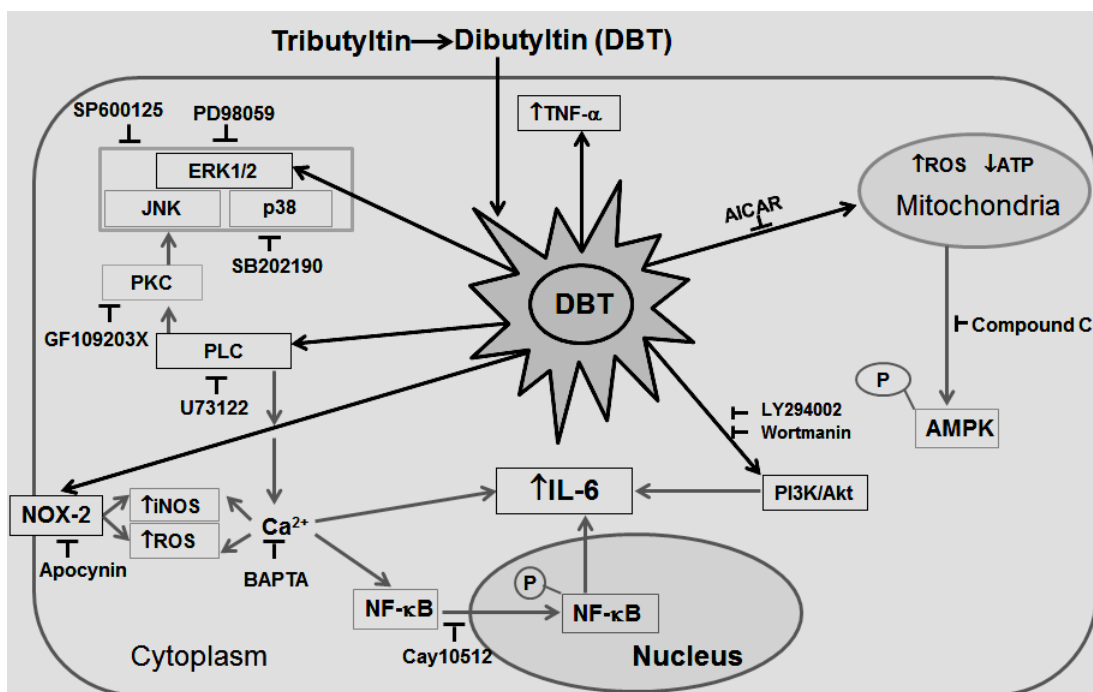 Tributyltin Dibutyltin (DBT)
SP600125 PD98059
↑TNF-α
ERK1/2
JNK p38
↑ROS ↓ATP
Mitochondria
AICAR
SB202190
PKC
DBT
GF109203X
PLC
Compound C
U73122
P
AMPK
LY294002
Wortmanin
↑IL-6
PI3K/Akt
NOX-2
↑iNOS
↑ROS
Ca²⁺
Apocynin
BAPTA
P
NF-κB
NF-κB
Cay10512
Cytoplasm
Nucleus